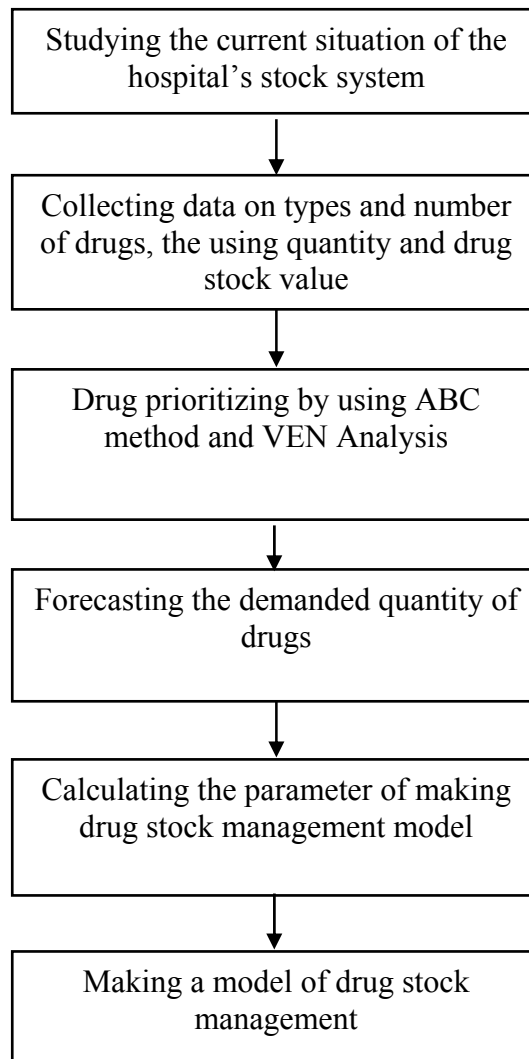 Studying the current situation of the
hospital’s stock system
Collecting data on types and number
of drugs, the using quantity and drug
stock value
Drug prioritizing by using ABC
method and VEN Analysis
Forecasting the demanded quantity of
drugs
Calculating the parameter of making
drug stock management model
Making a model of drug stock
management